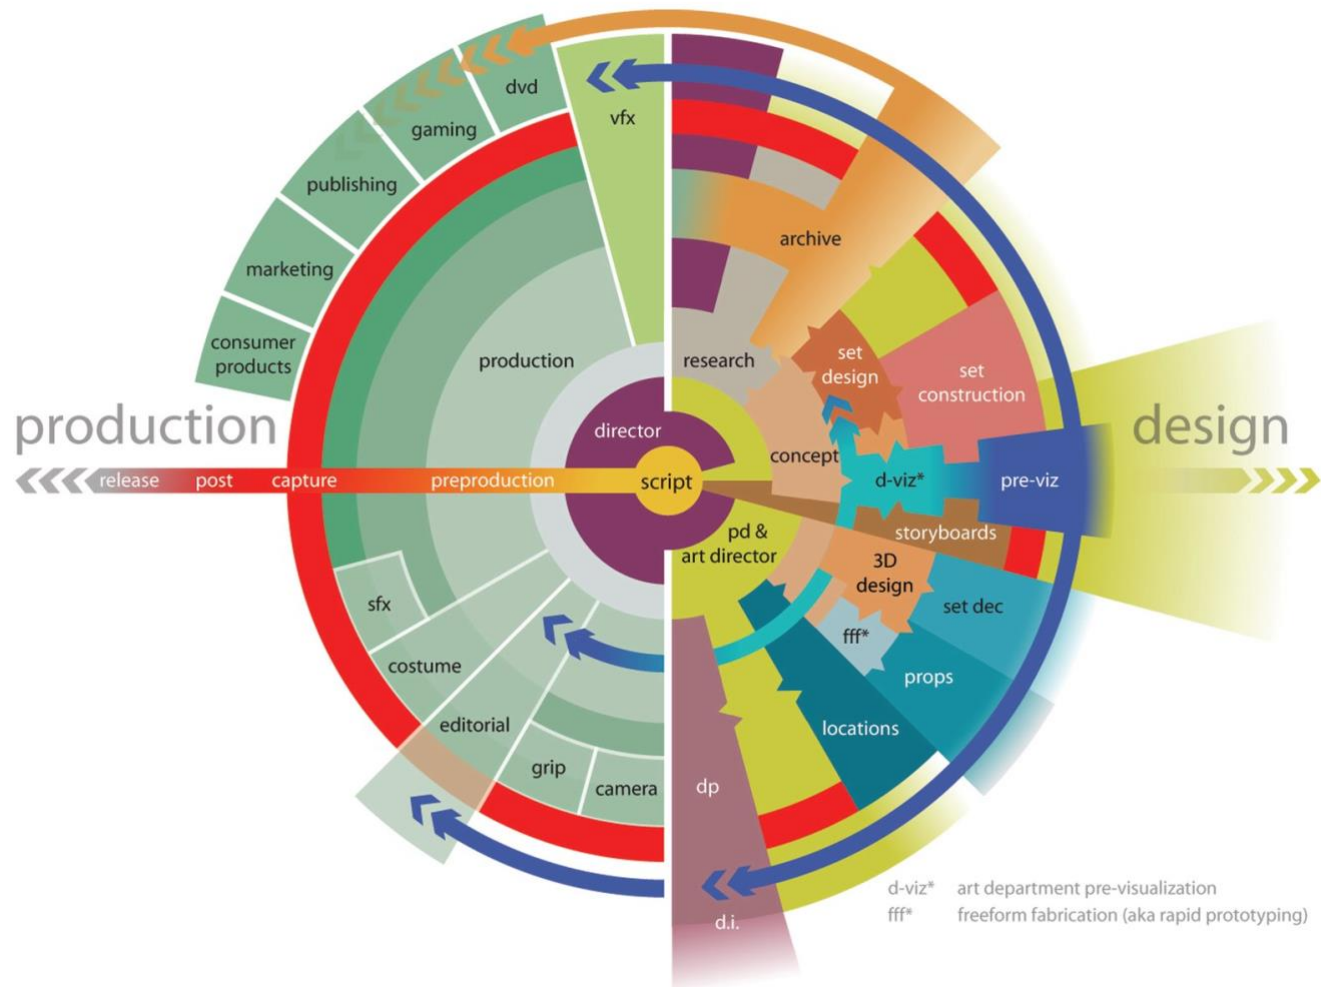 dvd
vfx
gaming
publishing
archive
marketing
consumer
products
production
research
set
design
set
construction
production
director
design
concept
release
post
capture
preproduction
script
d-viz*
pre-viz
pd &
art director
storyboards
3D
design
sfx
set dec
fff*
costume
props
editorial
locations
grip
camera
dp
d-viz* art department pre-visualization
fff* freeform fabrication (aka rapid prototyping)
d.i.